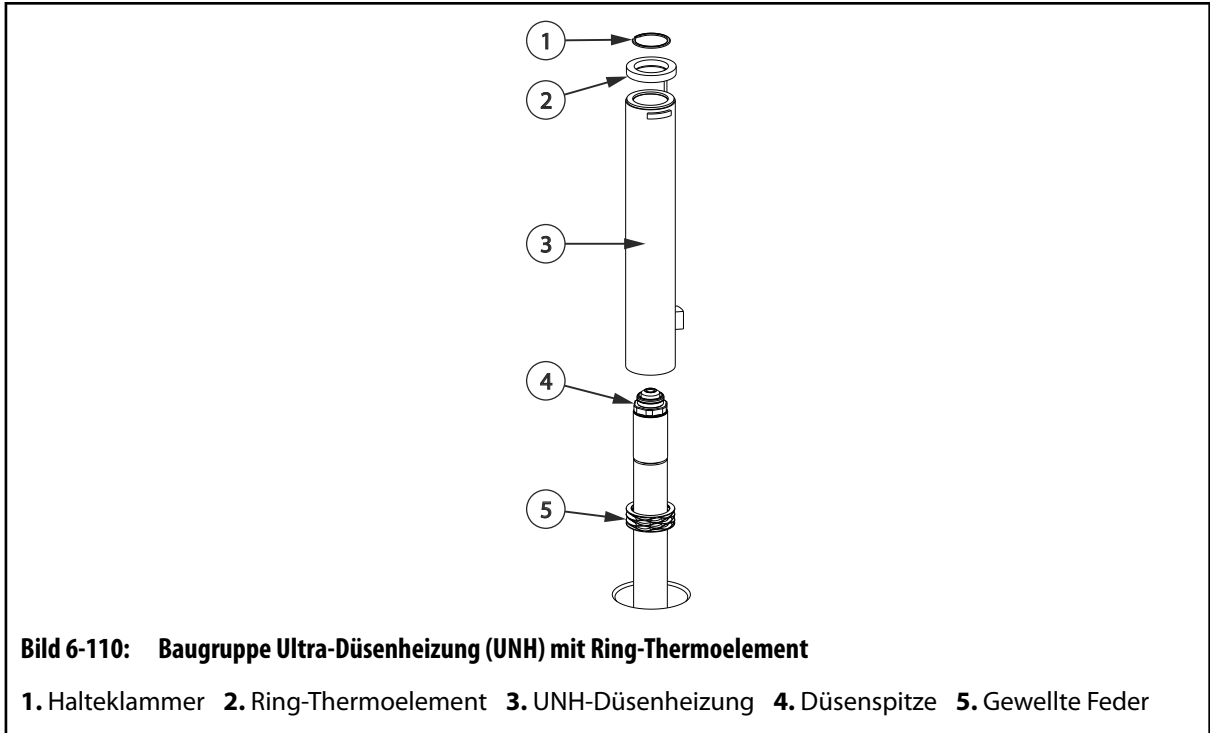 1
2
3
4
5
Bild 6-110: Baugruppe Ultra-Düsenheizung (UNH) mit Ring-Thermoelement
1. Halteklammer 2. Ring-Thermoelement 3. UNH-Düsenheizung 4. Düsenspitze 5. Gewellte Feder